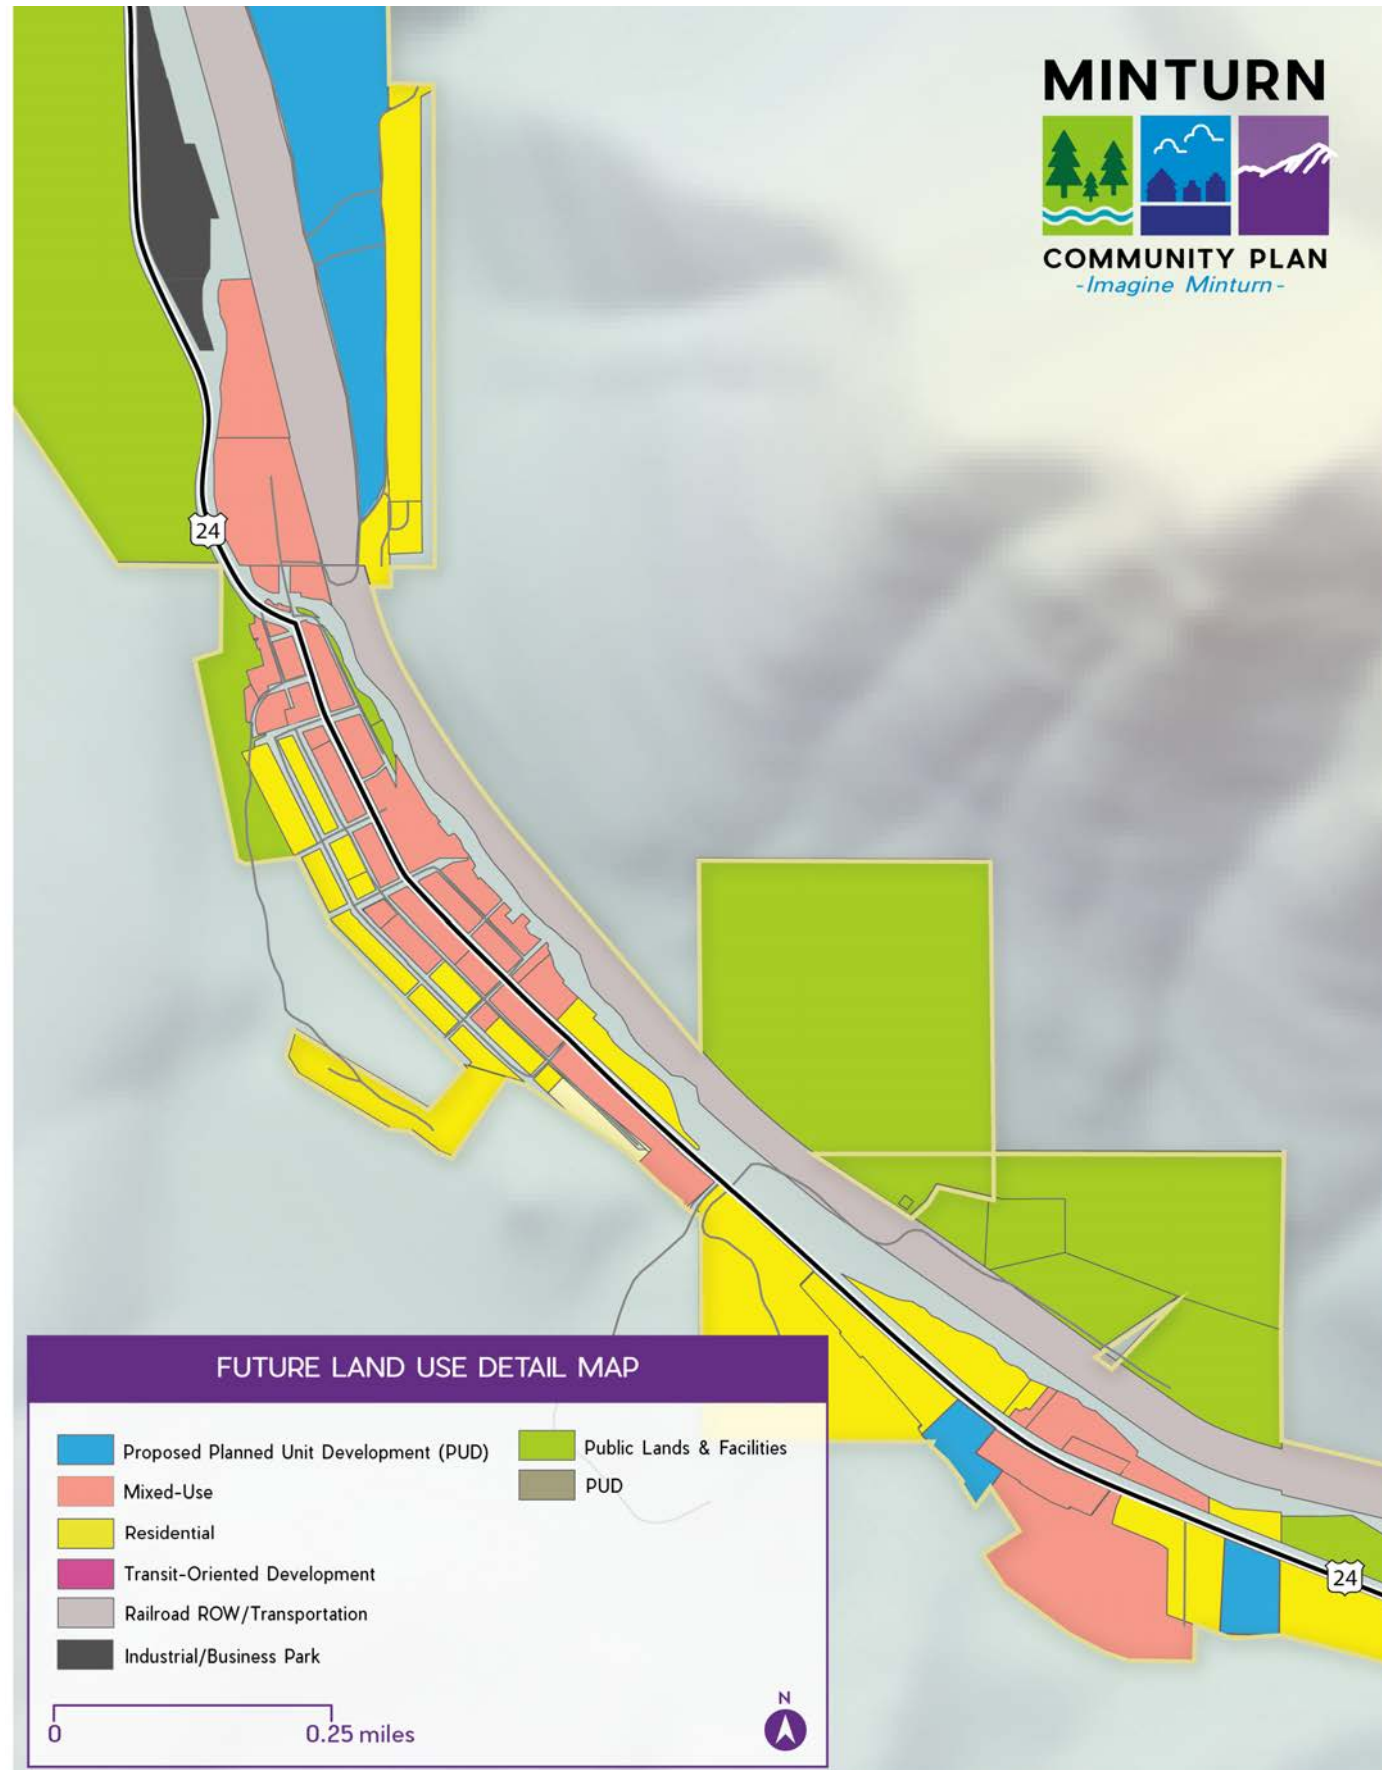 MINTURN
COMMUNITY PLAN
-Imagine Minturn-
24
FUTURE LAND USE DETAIL MAP
Proposed Planned Unit Development (PUD)
Mixed-Use
Residential
Transit-Oriented Development
Railroad ROW/Transportation
Industrial/Business Park
Public Lands & Facilities
PUD
24
0
0.25 miles
N